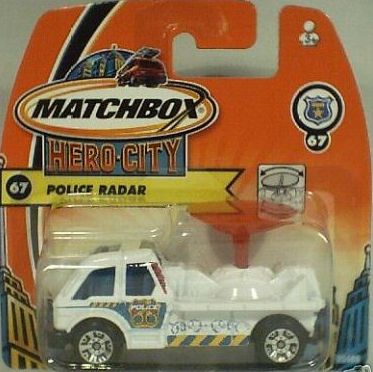 MATCHBOX
HERO-CITY
67
67 POLICE RADAR